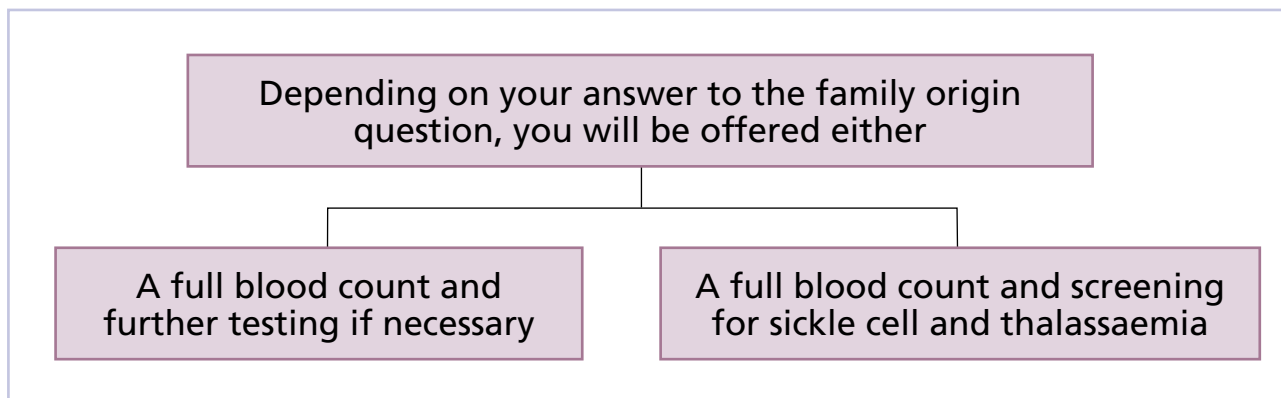 Depending on your answer to the family origin
question, you will be offered either
A full blood count and
further testing if necessary
A full blood count and screening
for sickle cell and thalassaemia